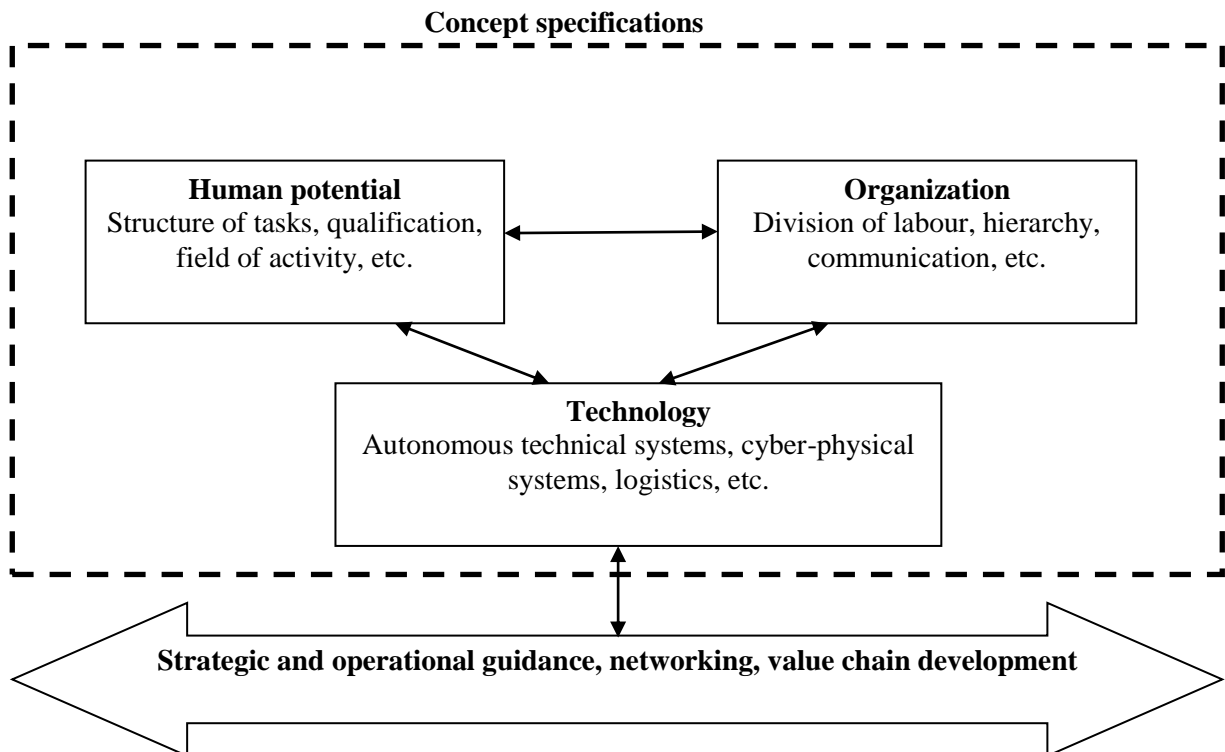 Concept specifications
Human potential
Structure of tasks, qualification,
field of activity, etc.
Organization
Division of labour, hierarchy,
communication, etc.
Technology
Autonomous technical systems, cyber-physical
systems, logistics, etc.
Strategic and operational guidance, networking, value chain development